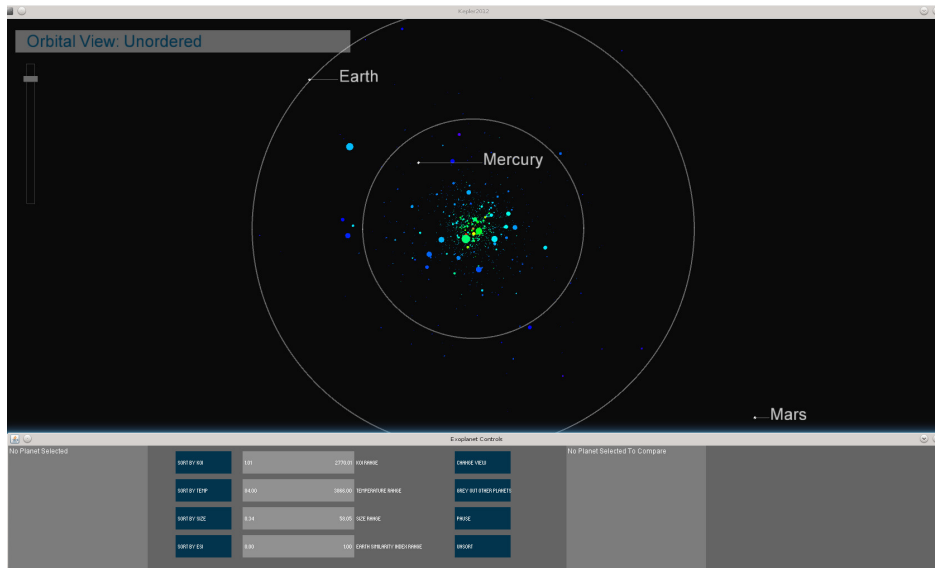 Kepler2012
Orbital View: Unordered
Earth
Mercury
Mars
Exoplanet Controls
No Planet Selected
No Planet Selected To Compare
SORT BY KOI
1.01
2770.01 KOI RANGE
CHANGE VIEW
SORT BY TEMP
TEMPERATURE RANGE
GREY OUT OTHER PLANETS
SORT BY SIZE
0.34
50.05 SIZE RANGE
PAUSE
SORT BY ESI
0.00
1.00 EARTH SIMILARITY INDEX RANGE
UNSORT